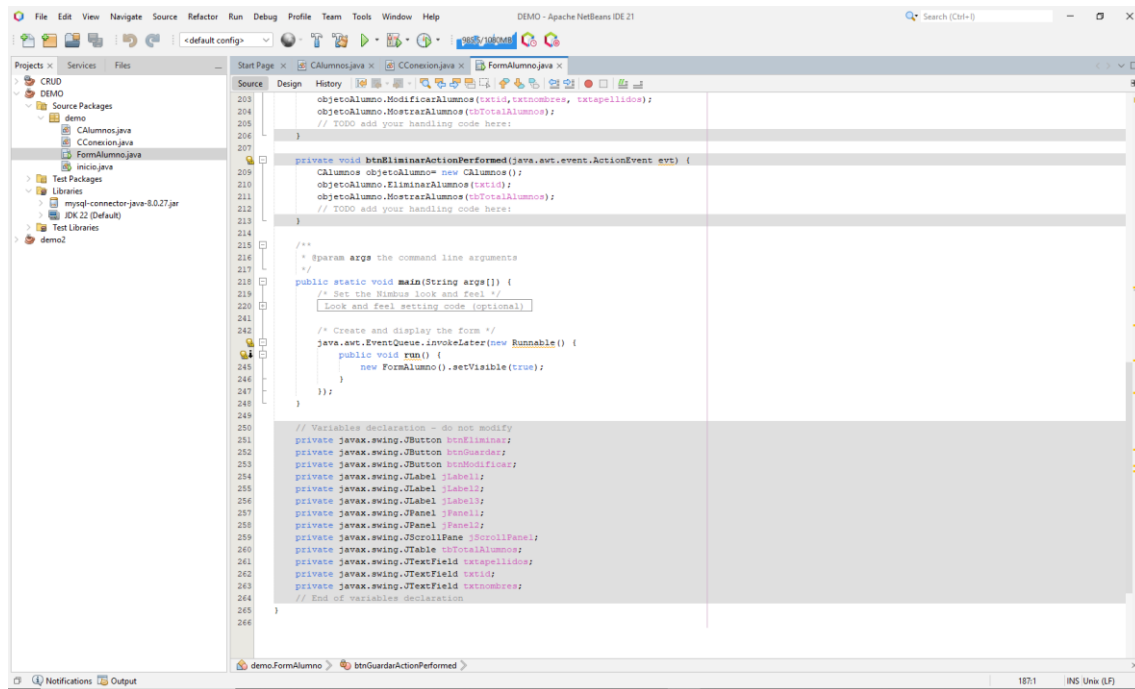 File Edit View Navigate Source Refactor Run Debug Profile Team Tools Window Help DEMO - Apache NetBeans IDE 21 Search (Ctrl+I)
<default config>
Projects Services Files
Start Page CAlumnos.java CConexion.java FormAlumno.java
CRUD
DEMO
Source Packages
demo
CAlumnos.java
CConexion.java
FormAlumno.java
inicio.java
Test Packages
Libraries
mysql-connector-java-8.0.27.jar
JDK 22 (Default)
Test Libraries
demo2
Source Design History
203 objetoAlumno.ModificarAlumnos(txtid,txtnombres, txtapellidos);
204 objetoAlumno.MostrarAlumnos(tbTotalAlumnos);
205 // TODO add your handling code here:
206 }
207
private void btnEliminarActionPerformed(java.awt.event.ActionEvent evt) {
209 CAlumnos objetoAlumno= new CAlumnos();
210 objetoAlumno.EliminarAlumnos(txtid);
211 objetoAlumno.MostrarAlumnos(tbTotalAlumnos);
212 // TODO add your handling code here:
213 }
214
215 /**
216 * @param args the command line arguments
217 */
218 public static void main(String args[]) {
219 /* Set the Nimbus look and feel */
220 Look and feel setting code (optional)
241
242 /* Create and display the form */
java.awt.EventQueue.invokeLater(new Runnable() {
public void run() {
245 new FormAlumno().setVisible(true);
246 }
247 });
248 }
249
250 // Variables declaration - do not modify
251 private javax.swing.JButton btnEliminar;
252 private javax.swing.JButton btnGuardar;
253 private javax.swing.JButton btnModificar;
254 private javax.swing.JLabel jLabel1;
255 private javax.swing.JLabel jLabel2;
256 private javax.swing.JLabel jLabel3;
257 private javax.swing.JPanel jPanel1;
258 private javax.swing.JPanel jPanel2;
259 private javax.swing.JScrollPane jScrollPane1;
260 private javax.swing.JTable tbTotalAlumnos;
261 private javax.swing.JTextField txtapellidos;
262 private javax.swing.JTextField txtid;
263 private javax.swing.JTextField txtnombres;
264 // End of variables declaration
265 }
266
demo.FormAlumno btnGuardarActionPerformed
Notifications Output 187:1 INS Unix (LF)